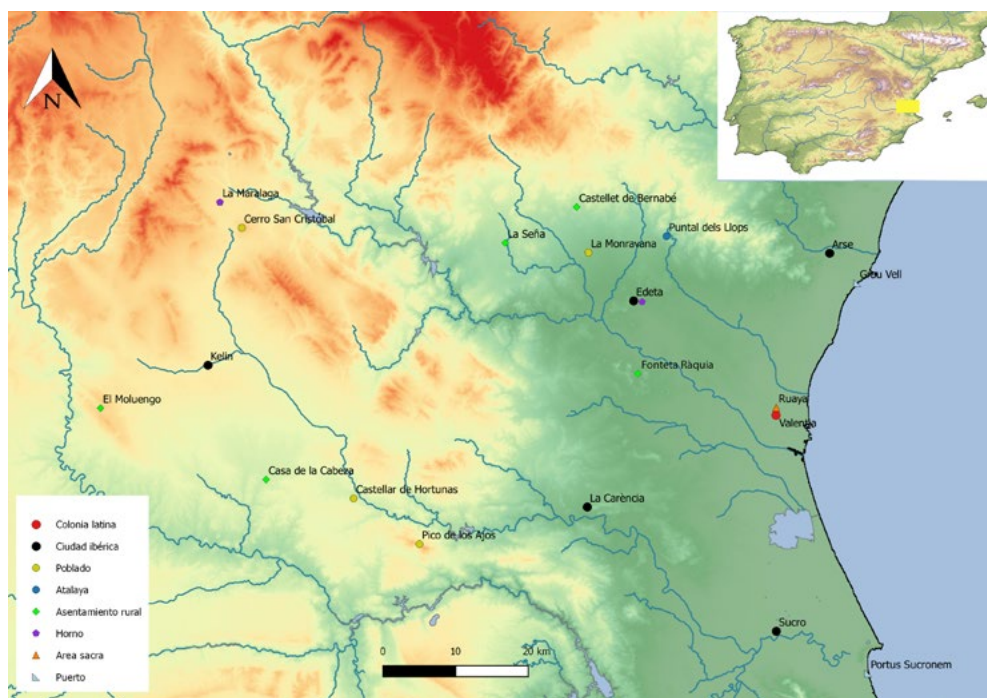 N
La Maralaga
Cerro San Cristóbal
Castellet de Bernabé
La Seña
La Monravana
Puntal dels Llops
Arse
Grau Vell
Edeta
Kelin
Fonteta Ràquia
El Moluengo
Ruaya
Valentia
Casa de la Cabeza
Castellar de Hortunas
La Carència
Pico de los Ajos
Sucro
Portus Sucronem
Colonia latina
Ciudad ibérica
Poblado
Atalaya
Asentamiento rural
Horno
Area sacra
Puerto
0 10 20 km